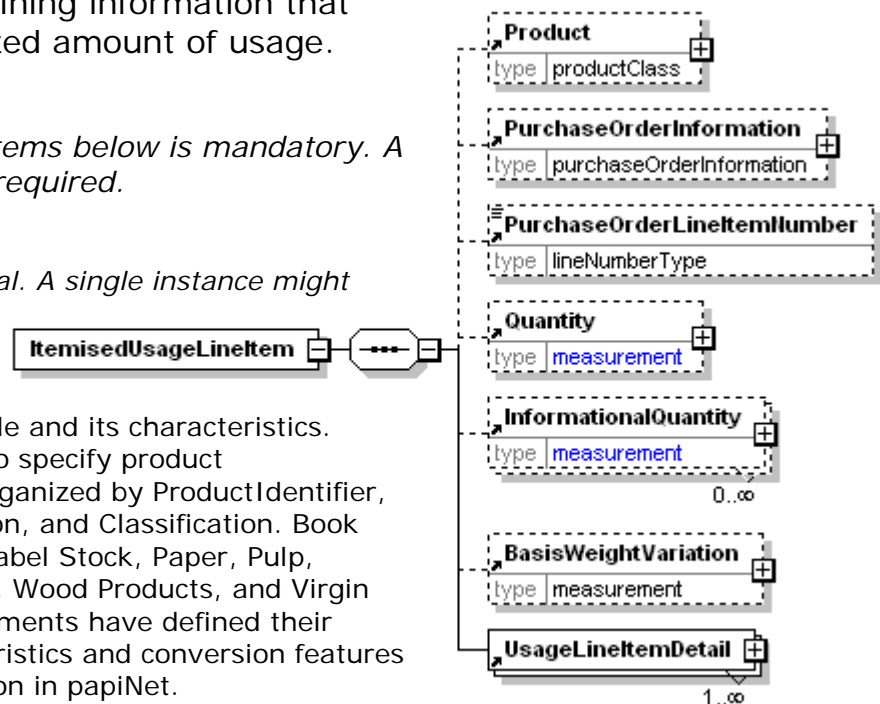 ining information that
ted amount of usage.
tems below is mandatory. A
required.
al. A single instance might
ItemisedUsageLineItem
le and its characteristics.
o specify product
ganized by ProductIdentifier,
on, and Classification. Book
abel Stock, Paper, Pulp,
, Wood Products, and Virgin
ments have defined their
ristics and conversion features
on in papiNet.
Product
type productClass
PurchaseOrderInformation
type purchaseOrderInformation
PurchaseOrderLineItemNumber
type lineNumberType
Quantity
type measurement
InformationalQuantity
type measurement
0..∞
BasisWeightVariation
type measurement
UsageLineItemDetail
1..∞